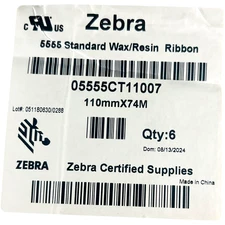 c RU us
Zebra
5555 Standard Wax/Resin Ribbon
05555CT11007
110mmX74M
Lot#: 051180630/0288
Qty:6
Dom: 08/13/2024
ZEBRA
Zebra Certified Supplies
Made in China